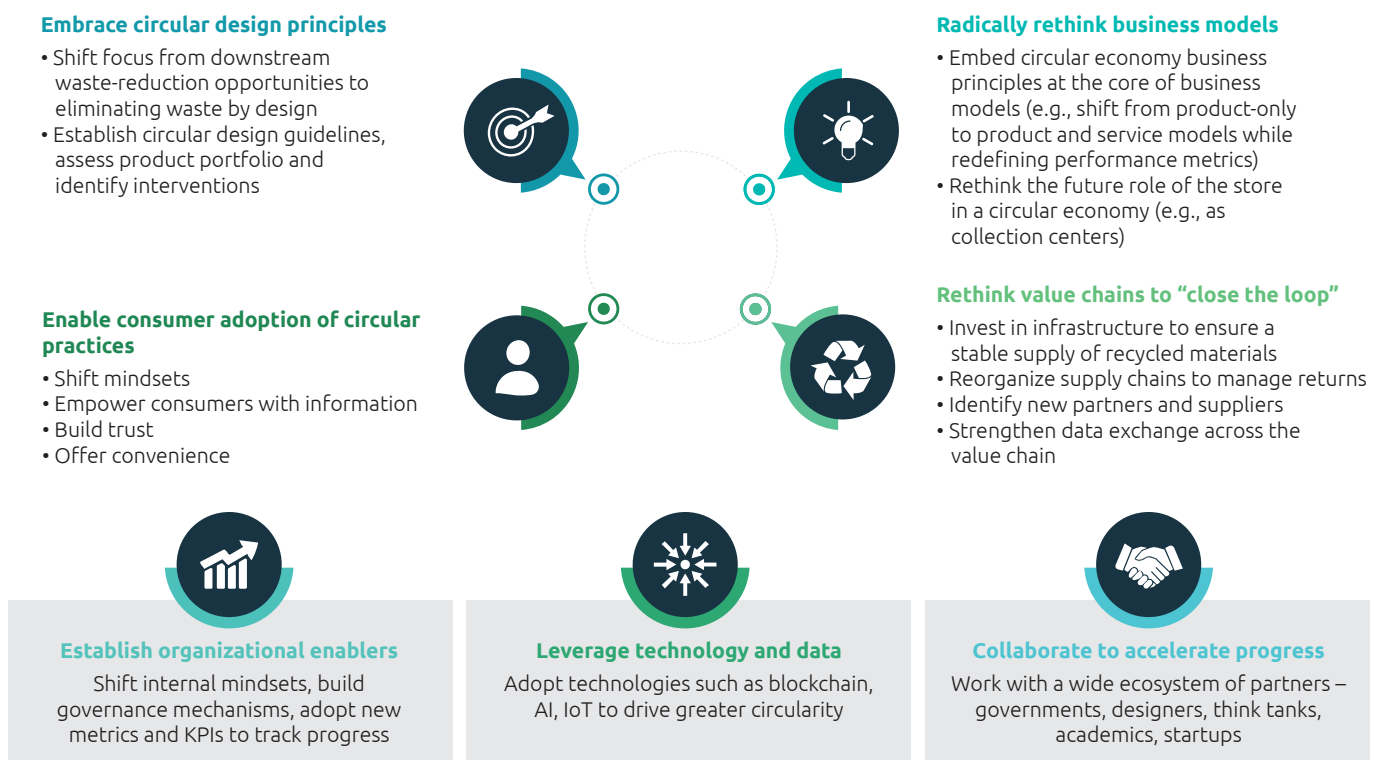 Embrace circular design principles
• Shift focus from downstream
waste-reduction opportunities to
eliminating waste by design
• Establish circular design guidelines,
assess product portfolio and
identify interventions
Radically rethink business models
• Embed circular economy business
principles at the core of business
models (e.g., shift from product-only
to product and service models while
redefining performance metrics)
• Rethink the future role of the store
in a circular economy (e.g., as
collection centers)
Enable consumer adoption of circular
practices
• Shift mindsets
• Empower consumers with information
• Build trust
• Offer convenience
Rethink value chains to “close the loop”
• Invest in infrastructure to ensure a
stable supply of recycled materials
• Reorganize supply chains to manage returns
• Identify new partners and suppliers
• Strengthen data exchange across the
value chain
Establish organizational enablers
Shift internal mindsets, build
governance mechanisms, adopt new
metrics and KPIs to track progress
Leverage technology and data
Adopt technologies such as blockchain,
AI, IoT to drive greater circularity
Collaborate to accelerate progress
Work with a wide ecosystem of partners –
governments, designers, think tanks,
academics, startups